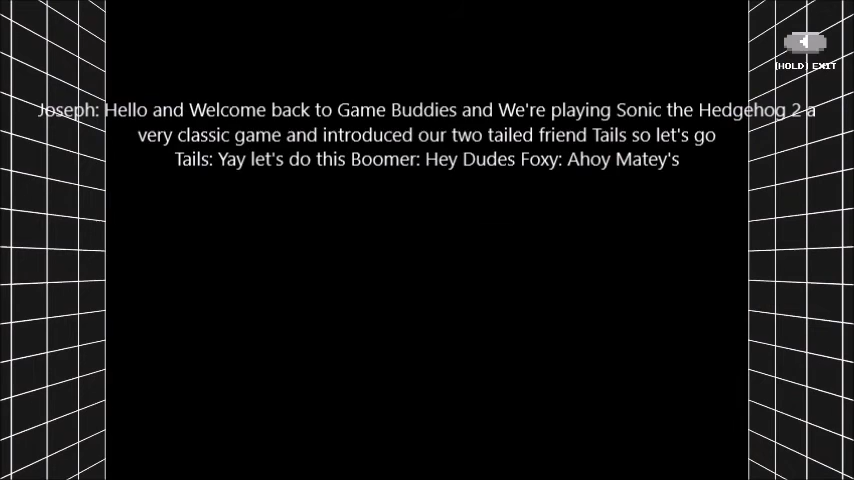 [HOLD] EXIT
Joseph: Hello and Welcome back to Game Buddies and We're playing Sonic the Hedgehog 2 a
very classic game and introduced our two tailed friend Tails so let's go
Tails: Yay let's do this Boomer: Hey Dudes Foxy: Ahoy Matey's